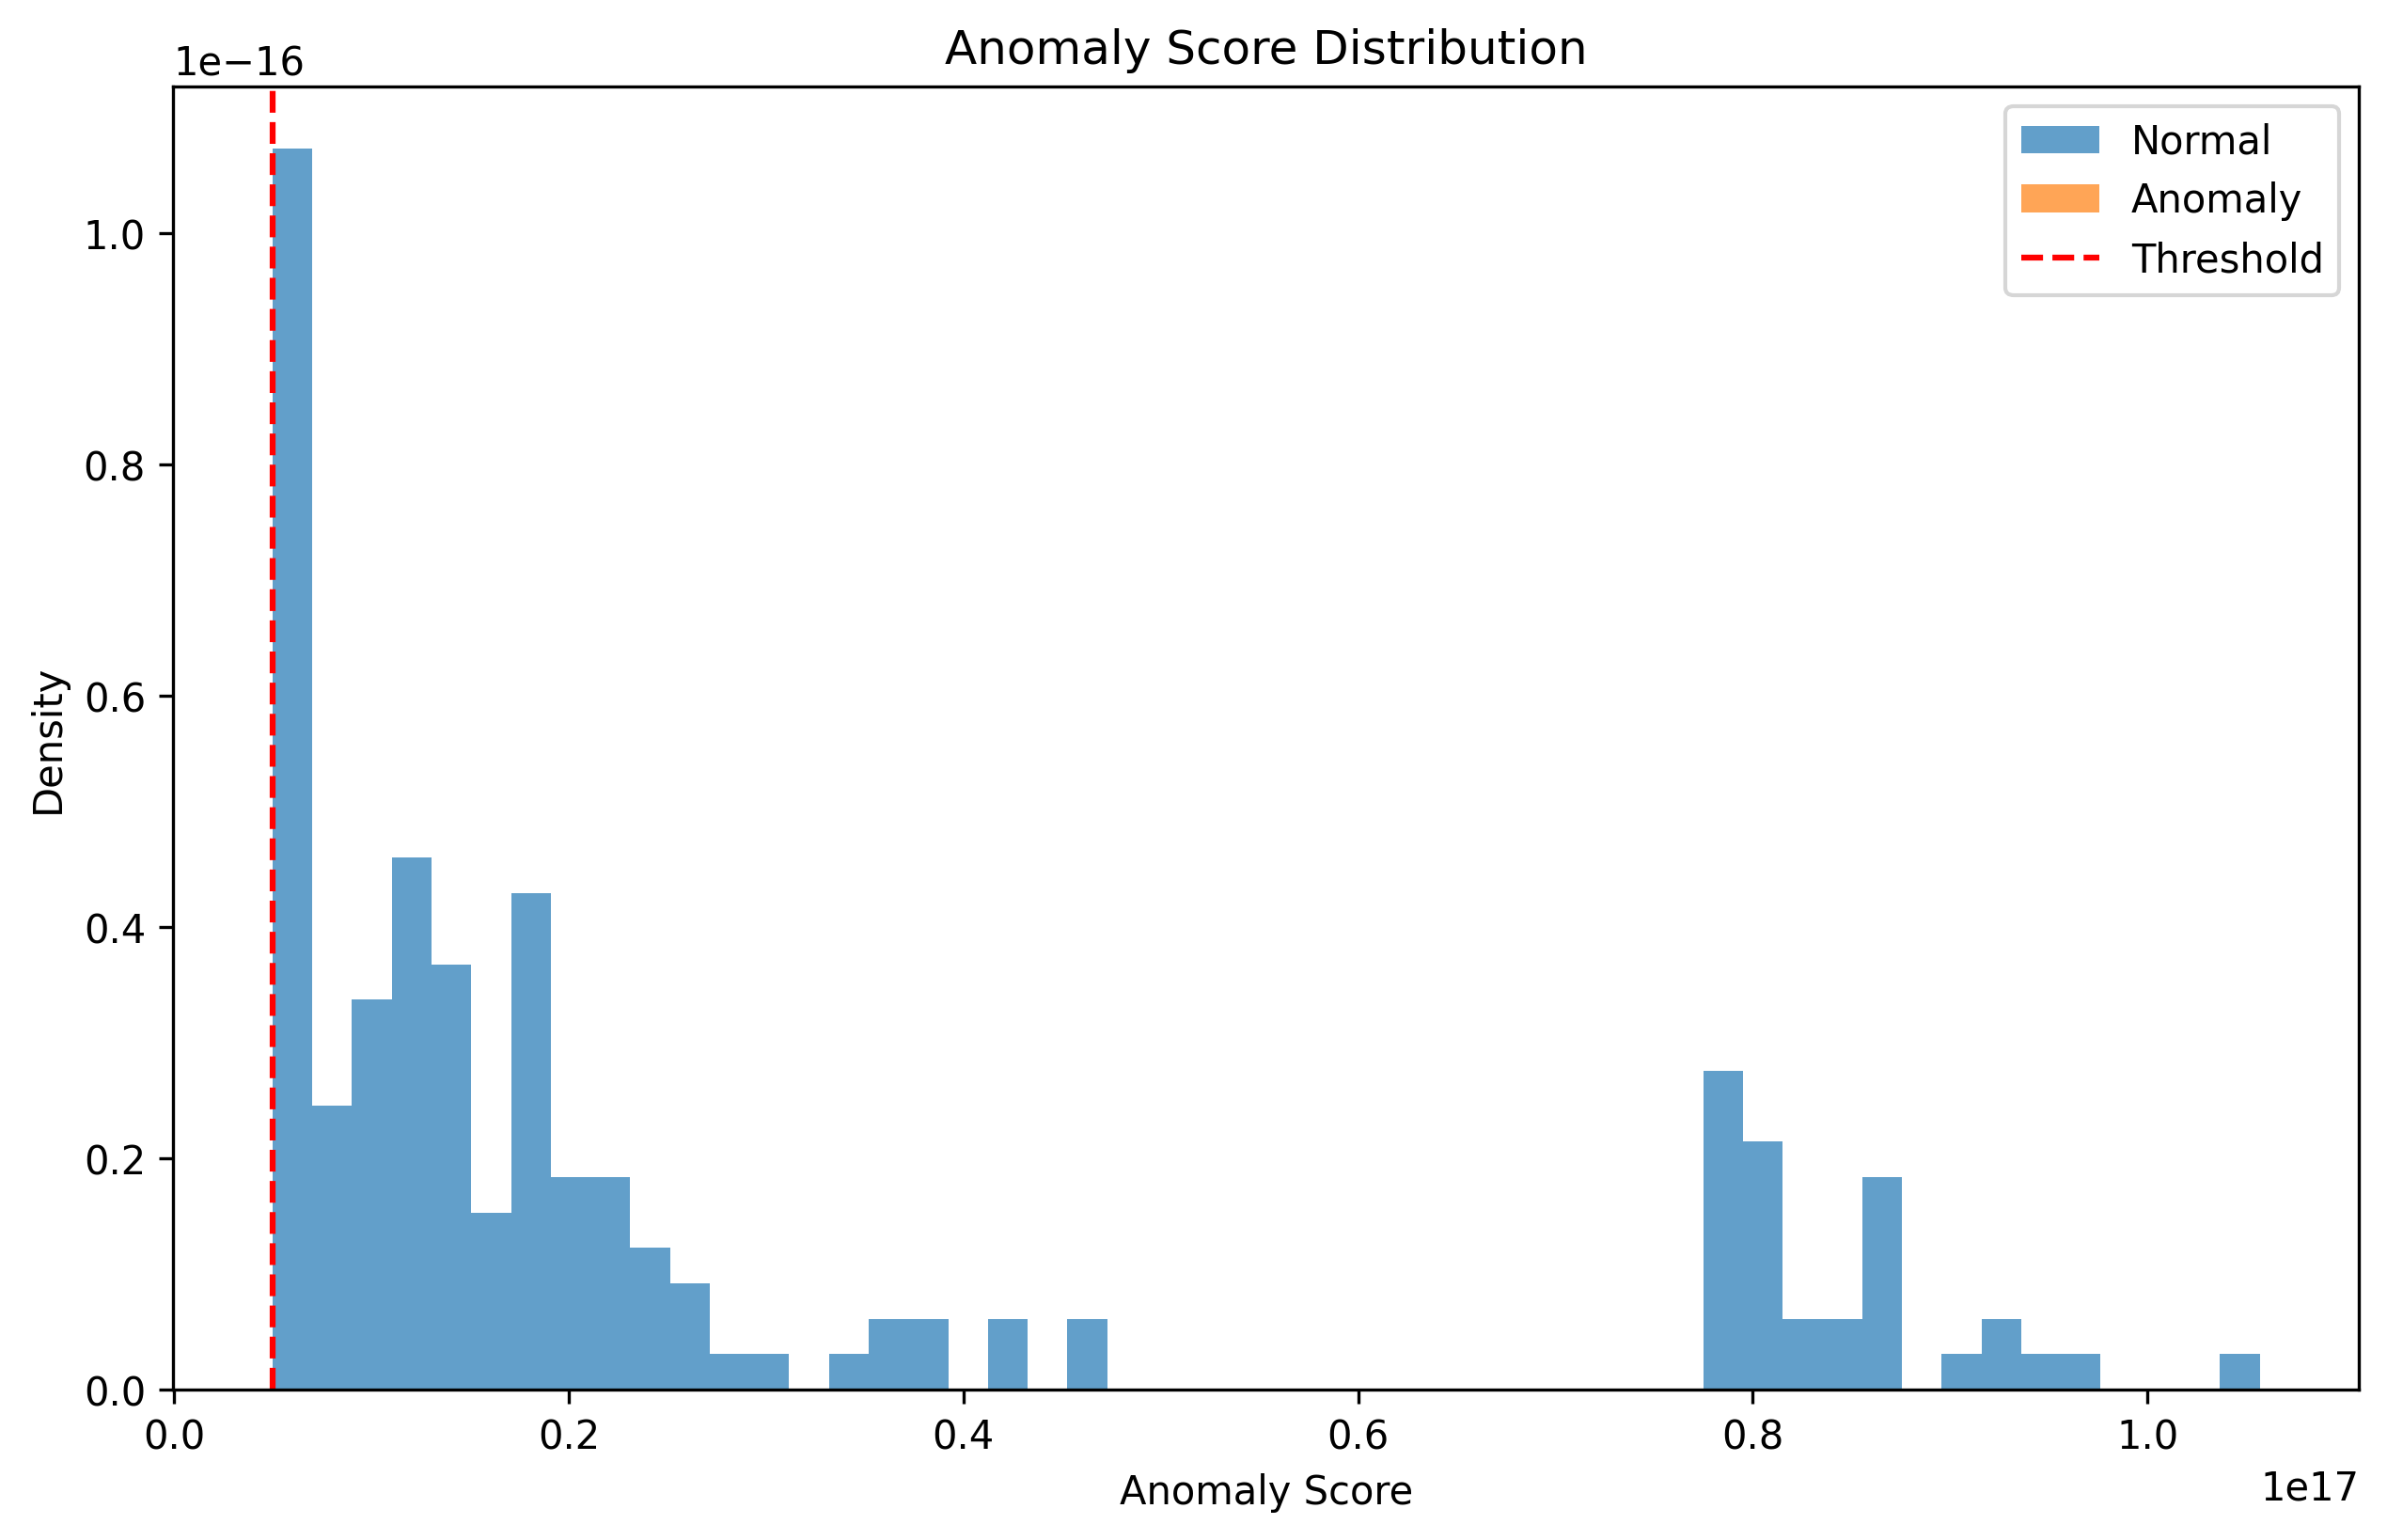 Anomaly Score Distribution
1e−16
Normal
Anomaly
Threshold
1.0
0.8
0.6
0.4
0.2
0.0
Density
0.0 0.2 0.4 0.6 0.8 1.0
1e17
Anomaly Score